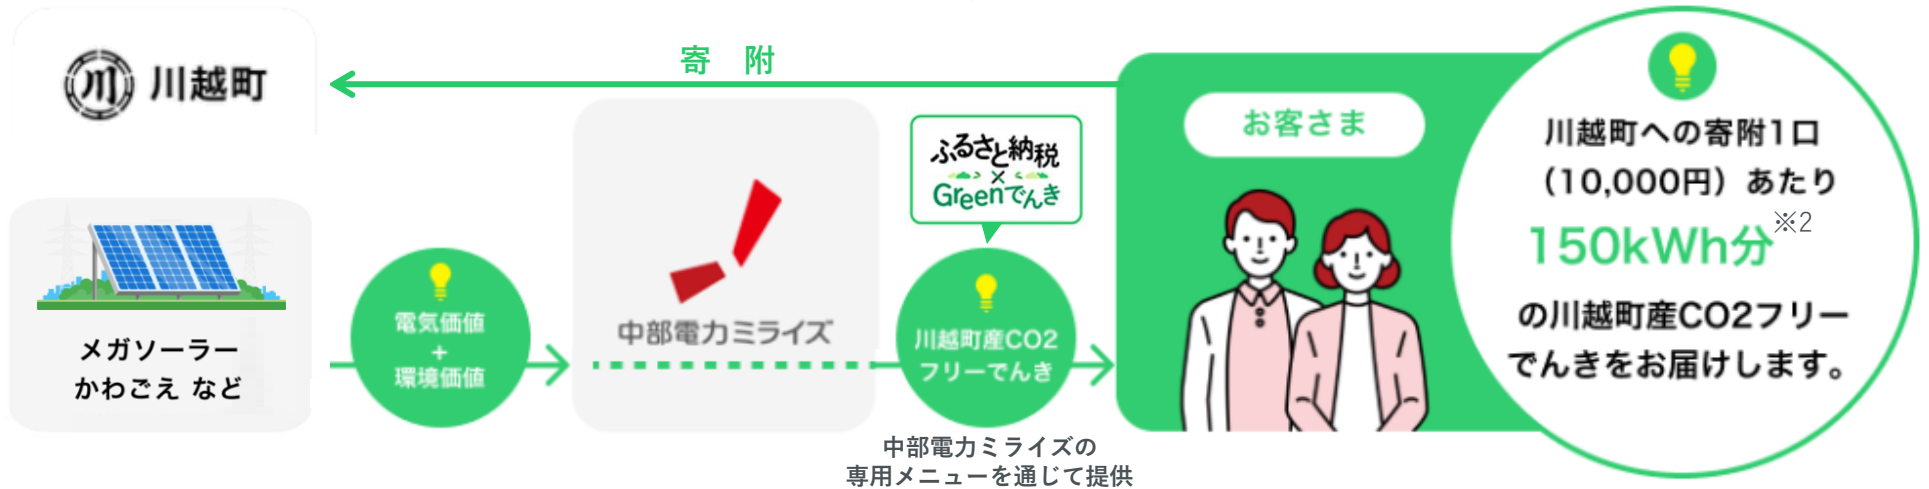 川越町
メガソーラー
かわごえ など
寄 附
電気価値
+
環境価値
中部電力ミライズ
ふるさと納税
×
Greenでんき
川越町産CO2
フリーでんき
中部電力ミライズの
専用メニューを通じて提供
お客さま
川越町への寄附1口
（10,000円）あたり
150kWh分※2
の川越町産CO2フリー
でんきをお届けします。